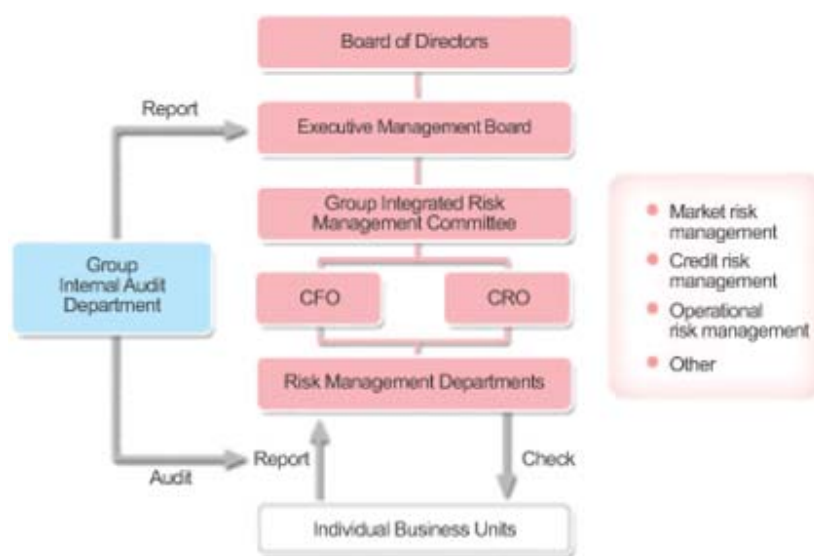 Board of Directors
Report
Executive Management Board
Group Integrated Risk
Management Committee
Group
Internal Audit
Department
CFO
CRO
Risk Management Departments
Audit
Report
Check
Individual Business Units
Market risk
management
Credit risk
management
Operational
risk management
Other